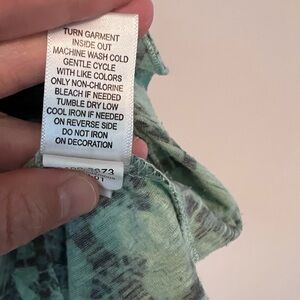 TURN GARMENT
INSIDE OUT
MACHINE WASH COLD
GENTLE CYCLE
WITH LIKE COLORS
ONLY NON-CHLORINE
BLEACH IF NEEDED
TUMBLE DRY LOW
COOL IRON IF NEEDED
ON REVERSE SIDE
DO NOT IRON
ON DECORATION